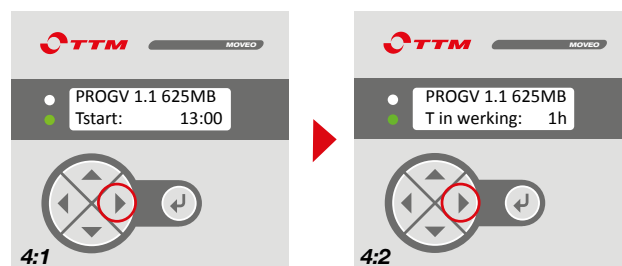 TTM MOVEO
PROGV 1.1 625MB
Tstart: 13:00
4:1
TTM MOVEO
PROGV 1.1 625MB
T in werking: 1h
4:2